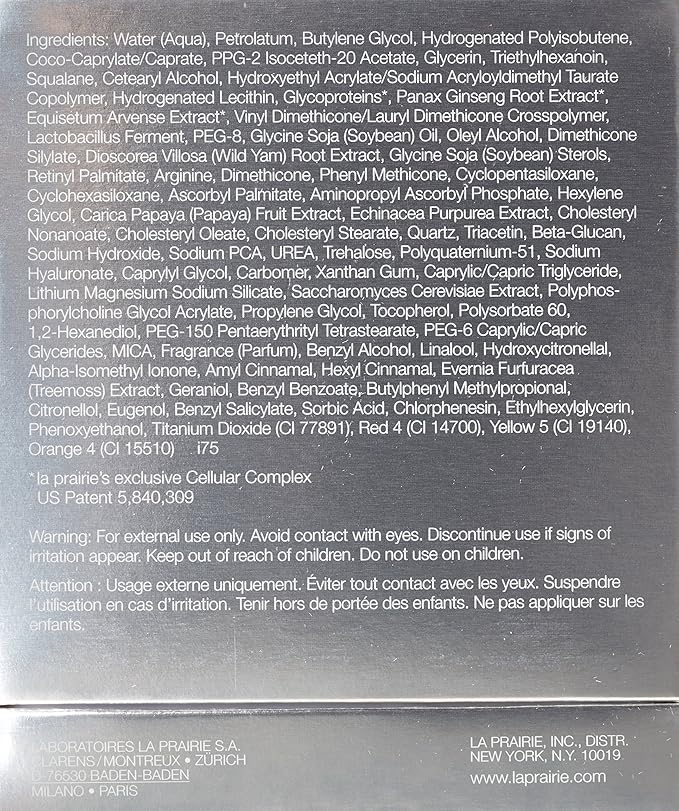 Ingredients: Water (Aqua), Petrolatum, Butylene Glycol, Hydrogenated Polyisobutene,
Coco-Caprylate/Caprate, PPG-2 Isoceteth-20 Acetate, Glycerin, Triethylhexanoin,
Squalane, Cetearyl Alcohol, Hydroxyethyl Acrylate/Sodium Acryloyldimethyl Taurate
Copolymer, Hydrogenated Lecithin, Glycoproteins*, Panax Ginseng Root Extract*,
Equisetum Arvense Extract*, Vinyl Dimethicone/Lauryl Dimethicone Crosspolymer,
Lactobacillus Ferment, PEG-8, Glycine Soja (Soybean) Oil, Oleyl Alcohol, Dimethicone
Silylate, Dioscorea Villosa (Wild Yam) Root Extract, Glycine Soja (Soybean) Sterols,
Retinyl Palmitate, Arginine, Dimethicone, Phenyl Methicone, Cyclopentasiloxane,
Cyclohexasiloxane, Ascorbyl Palmitate, Aminopropyl Ascorbyl Phosphate, Hexylene
Glycol, Carica Papaya (Papaya) Fruit Extract, Echinacea Purpurea Extract, Cholesteryl
Nonanoate, Cholesteryl Oleate, Cholesteryl Stearate, Quartz, Triacetin, Beta-Glucan,
Sodium Hydroxide, Sodium PCA, UREA, Trehalose, Polyquaternium-51, Sodium
Hyaluronate, Caprylyl Glycol, Carbomer, Xanthan Gum, Caprylic/Capric Triglyceride,
Lithium Magnesium Sodium Silicate, Saccharomyces Cerevisiae Extract, Polyphos-
phorylcholine Glycol Acrylate, Propylene Glycol, Tocopherol, Polysorbate 60,
1,2-Hexanediol, PEG-150 Pentaerythrityl Tetrastearate, PEG-6 Caprylic/Capric
Glycerides, MICA, Fragrance (Parfum), Benzyl Alcohol, Linalool, Hydroxycitronellal,
Alpha-Isomethyl Ionone, Amyl Cinnamal, Hexyl Cinnamal, Evernia Furfuracea
(Treemoss) Extract, Geraniol, Benzyl Benzoate, Butylphenyl Methylpropional,
Citronellol, Eugenol, Benzyl Salicylate, Sorbic Acid, Chlorphenesin, Ethylhexylglycerin,
Phenoxyethanol, Titanium Dioxide (CI 77891), Red 4 (CI 14700), Yellow 5 (CI 19140),
Orange 4 (CI 15510) i75
*la prairie's exclusive Cellular Complex
US Patent 5,840,309
Warning: For external use only. Avoid contact with eyes. Discontinue use if signs of
irritation appear. Keep out of reach of children. Do not use on children.
Attention : Usage externe uniquement. Éviter tout contact avec les yeux. Suspendre
l'utilisation en cas d'irritation. Tenir hors de portée des enfants. Ne pas appliquer sur les
enfants.
LABORATOIRES LA PRAIRIE S.A.
CLARENS/MONTREUX • ZÜRICH
D-76530 BADEN-BADEN
MILANO • PARIS
LA PRAIRIE, INC., DISTR.
NEW YORK, N.Y. 10019
www.laprairie.com